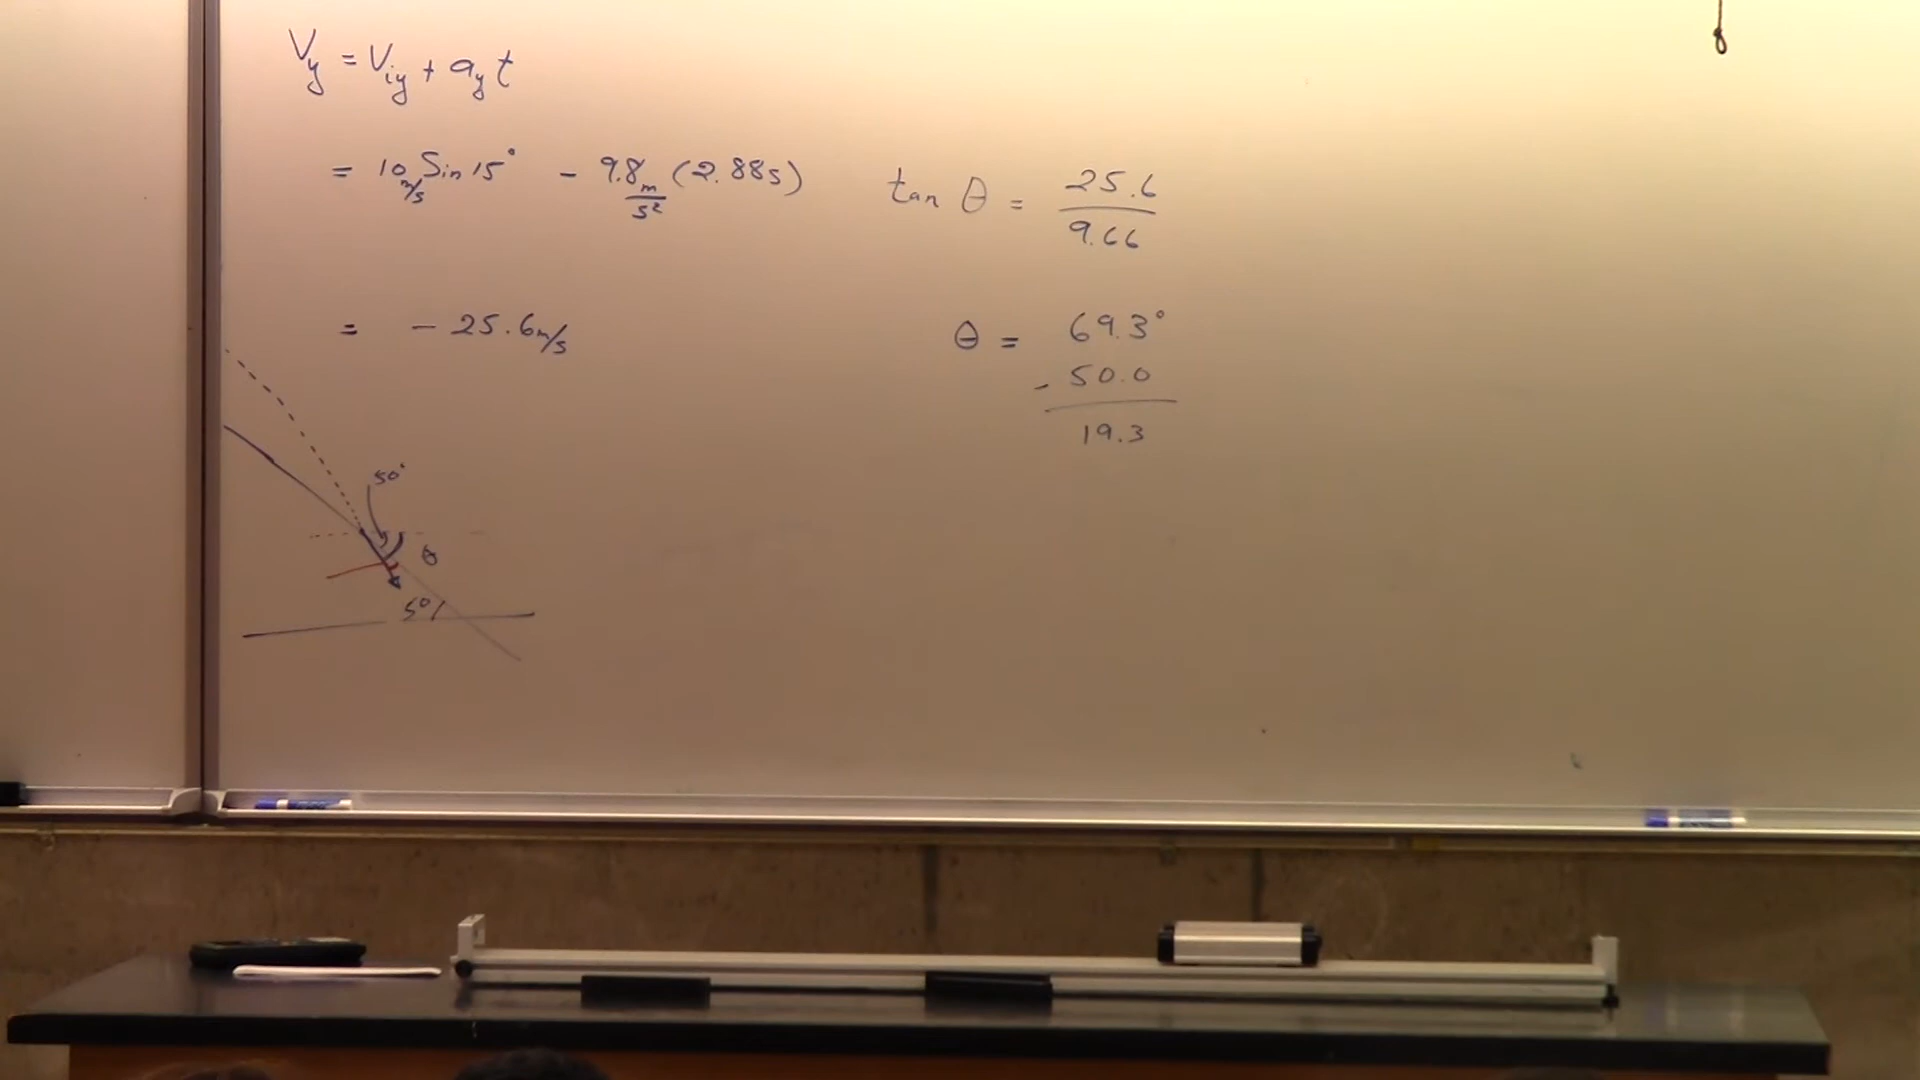 Vy = Viy + ay t
= 10 m/s Sin 15° - 9.8 m/s² (2.88s)
= - 25.6 m/s
tan θ = 25.6 / 9.66
θ = 69.3°
- 50.0
19.3
50°
θ
50